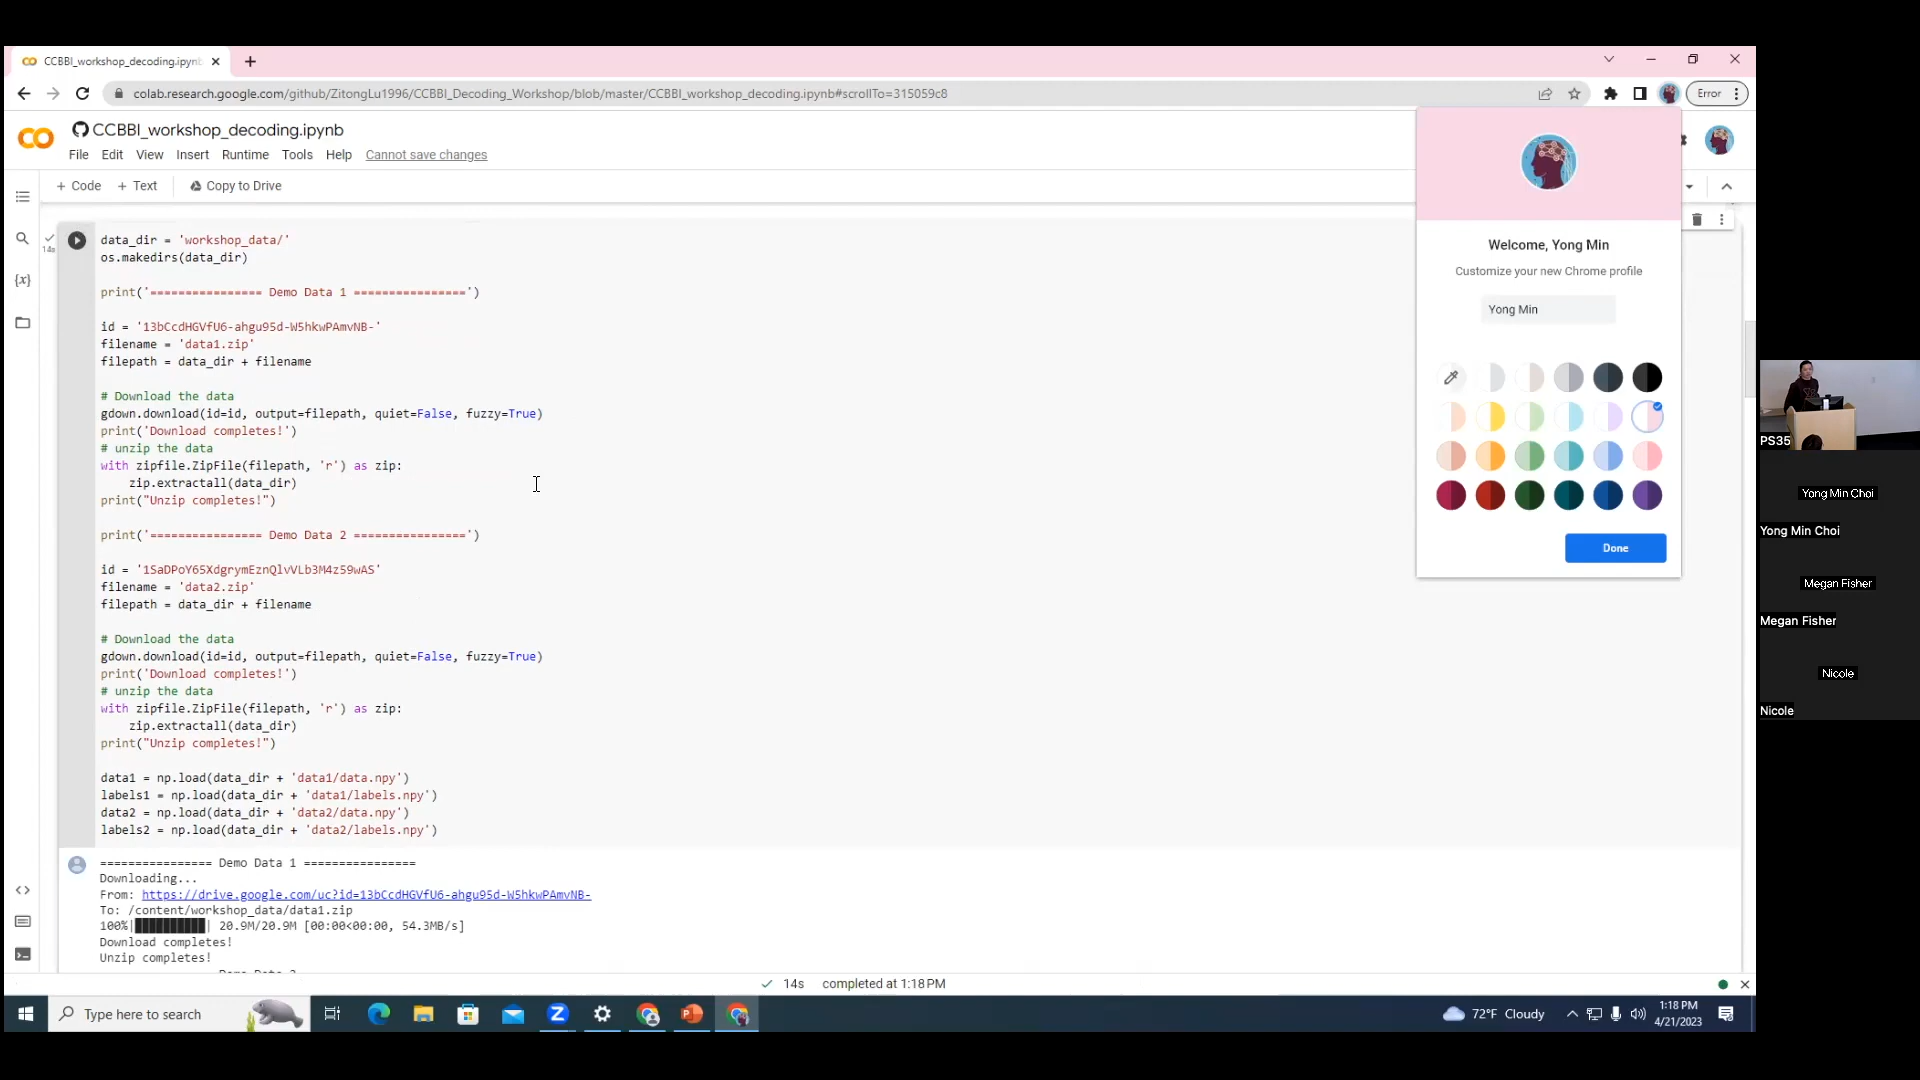 CCBBI_workshop_decoding.ipynb
colab.research.google.com/github/ZitongLu1996/CCBBI_Decoding_Workshop/blob/master/CCBBI_workshop_decoding.ipynb#scrollTo=315059c8
Error
CCBBI_workshop_decoding.ipynb
File Edit View Insert Runtime Tools Help Cannot save changes
+ Code + Text Copy to Drive
14s
data_dir = 'workshop_data/'
os.makedirs(data_dir)
print('================ Demo Data 1 ================')
id = '13bCcdHGVfU6-ahgu95d-W5hkwPAmvNB-'
filename = 'data1.zip'
filepath = data_dir + filename
# Download the data
gdown.download(id=id, output=filepath, quiet=False, fuzzy=True)
print('Download completes!')
# unzip the data
with zipfile.ZipFile(filepath, 'r') as zip:
zip.extractall(data_dir)
print("Unzip completes!")
print('================ Demo Data 2 ================')
id = '1SaDPoY65XdgrymEznQlvVLb3M4z59wAS'
filename = 'data2.zip'
filepath = data_dir + filename
# Download the data
gdown.download(id=id, output=filepath, quiet=False, fuzzy=True)
print('Download completes!')
# unzip the data
with zipfile.ZipFile(filepath, 'r') as zip:
zip.extractall(data_dir)
print("Unzip completes!")
data1 = np.load(data_dir + 'data1/data.npy')
labels1 = np.load(data_dir + 'data1/labels.npy')
data2 = np.load(data_dir + 'data2/data.npy')
labels2 = np.load(data_dir + 'data2/labels.npy')
================ Demo Data 1 ================
Downloading...
From: https://drive.google.com/uc?id=13bCcdHGVfU6-ahgu95d-W5hkwPAmvNB-
To: /content/workshop_data/data1.zip
100%|██████████| 20.9M/20.9M [00:00<00:00, 54.3MB/s]
Download completes!
Unzip completes!
14s completed at 1:18 PM
Welcome, Yong Min
Customize your new Chrome profile
Yong Min
Done
PS35
Yong Min Choi
Yong Min Choi
Megan Fisher
Megan Fisher
Nicole
Nicole
Type here to search
72°F Cloudy
1:18 PM
4/21/2023